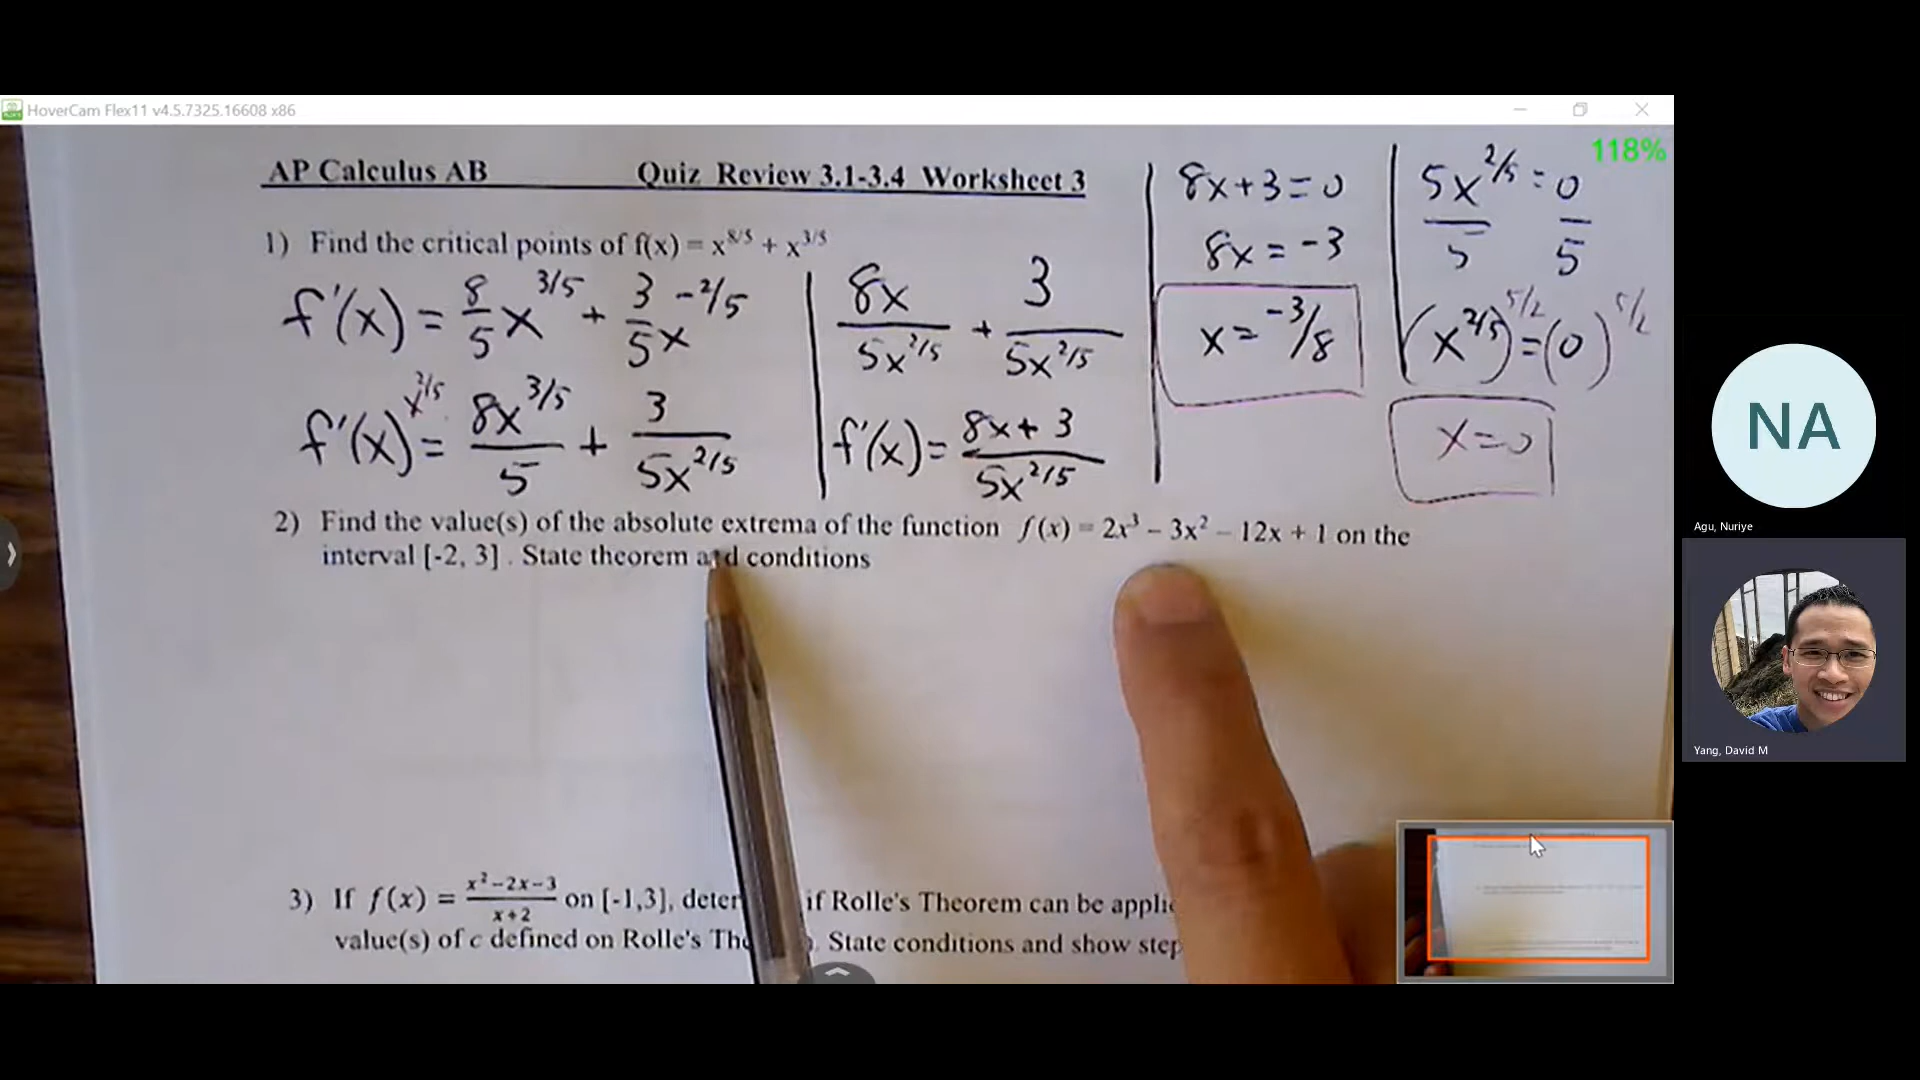 HoverCam Flex11 v4.5.7325.16608 x86
118%
AP Calculus AB Quiz Review 3.1-3.4 Worksheet 3
1) Find the critical points of f(x) = x^8/5 + x^3/5
f'(x) = 8/5 x^3/5 + 3/5 x^-2/5
f'(x) = x^2/5 8x^3/5 / 5 + 3 / 5x^2/5
8x / 5x^2/5 + 3 / 5x^2/5
f'(x) = 8x + 3 / 5x^2/5
8x + 3 = 0
8x = -3
x = -3/8
5x^2/5 = 0
5 5
(x^2/5)^5/2 = (0)^5/2
x = 0
2) Find the value(s) of the absolute extrema of the function f(x) = 2x³ − 3x² − 12x + 1 on the
interval [-2, 3] . State theorem and conditions
3) If f(x) = x²−2x−3 / x+2 on [-1,3], deter if Rolle's Theorem can be applie
value(s) of c defined on Rolle's Th . State conditions and show step
NA
Agu, Nuriye
Yang, David M